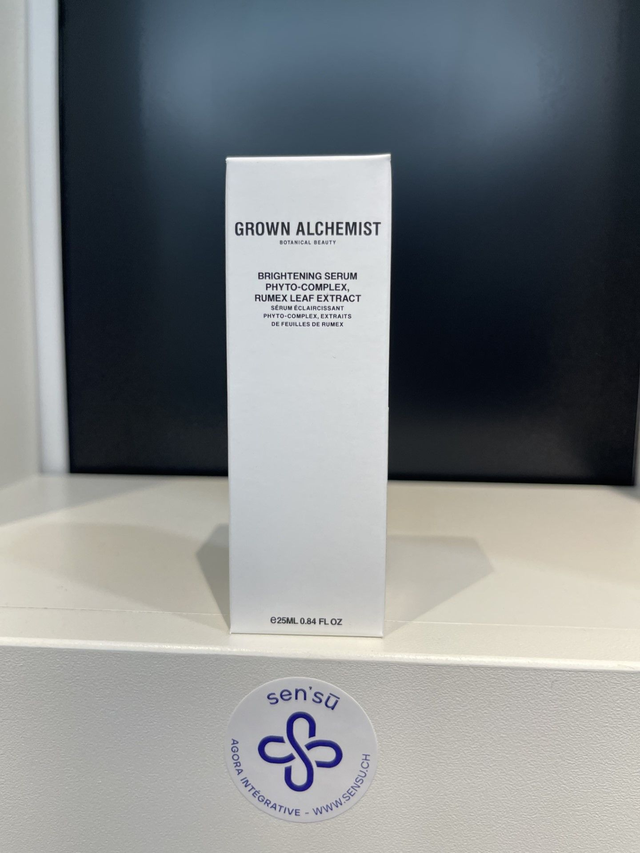 GROWN ALCHEMIST
BOTANICAL BEAUTY
BRIGHTENING SERUM
PHYTO-COMPLEX,
RUMEX LEAF EXTRACT
SÉRUM ÉCLAIRCISSANT
PHYTO-COMPLEX, EXTRAITS
DE FEUILLES DE RUMEX
℮25ML 0.84 FL OZ
sen'sū
AGORA INTÉGRATIVE - WWW.SENSU.CH